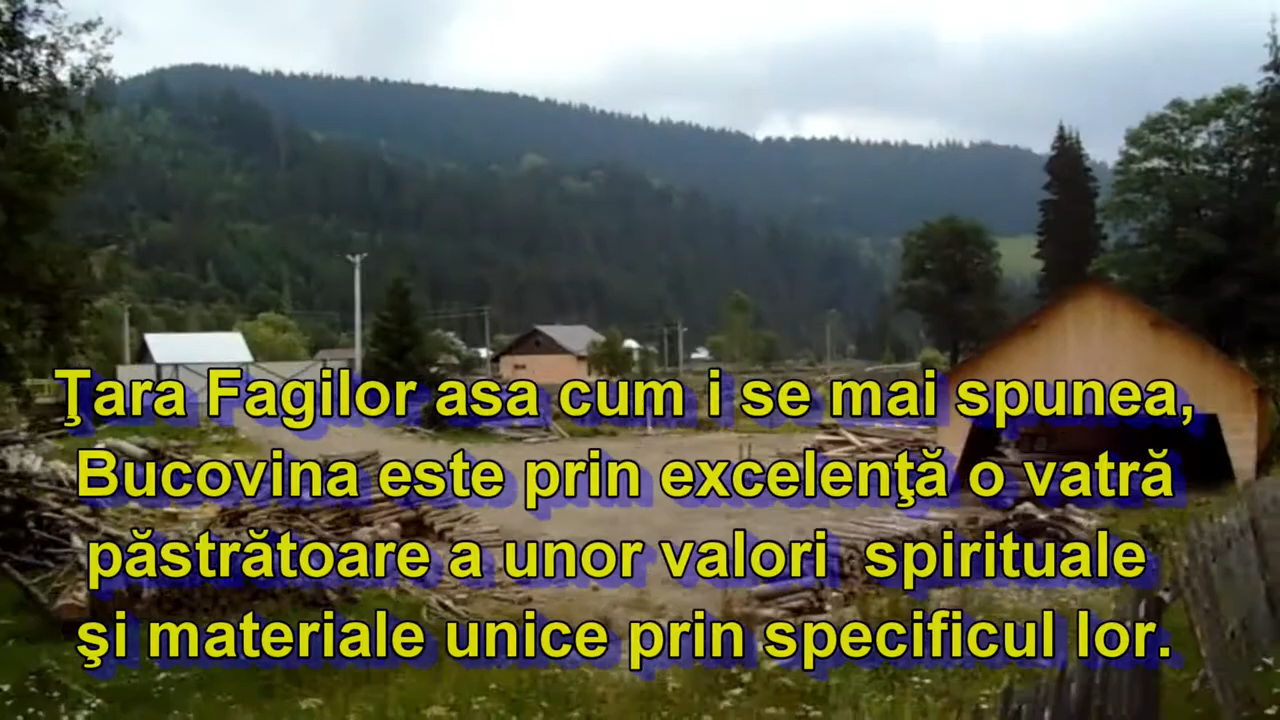 Ţara Fagilor asa cum i se mai spunea,
Bucovina este prin excelenţă o vatră
păstrătoare a unor valori spirituale
şi materiale unice prin specificul lor.